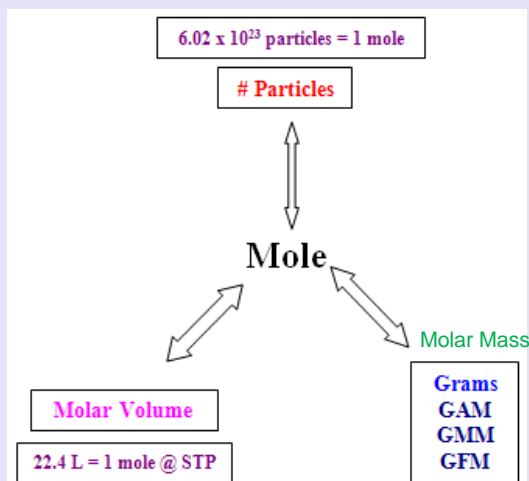 6.02 x 10²³ particles = 1 mole
# Particles
Mole
Molar Mass
Grams
GAM
GMM
GFM
Molar Volume
22.4 L = 1 mole @ STP